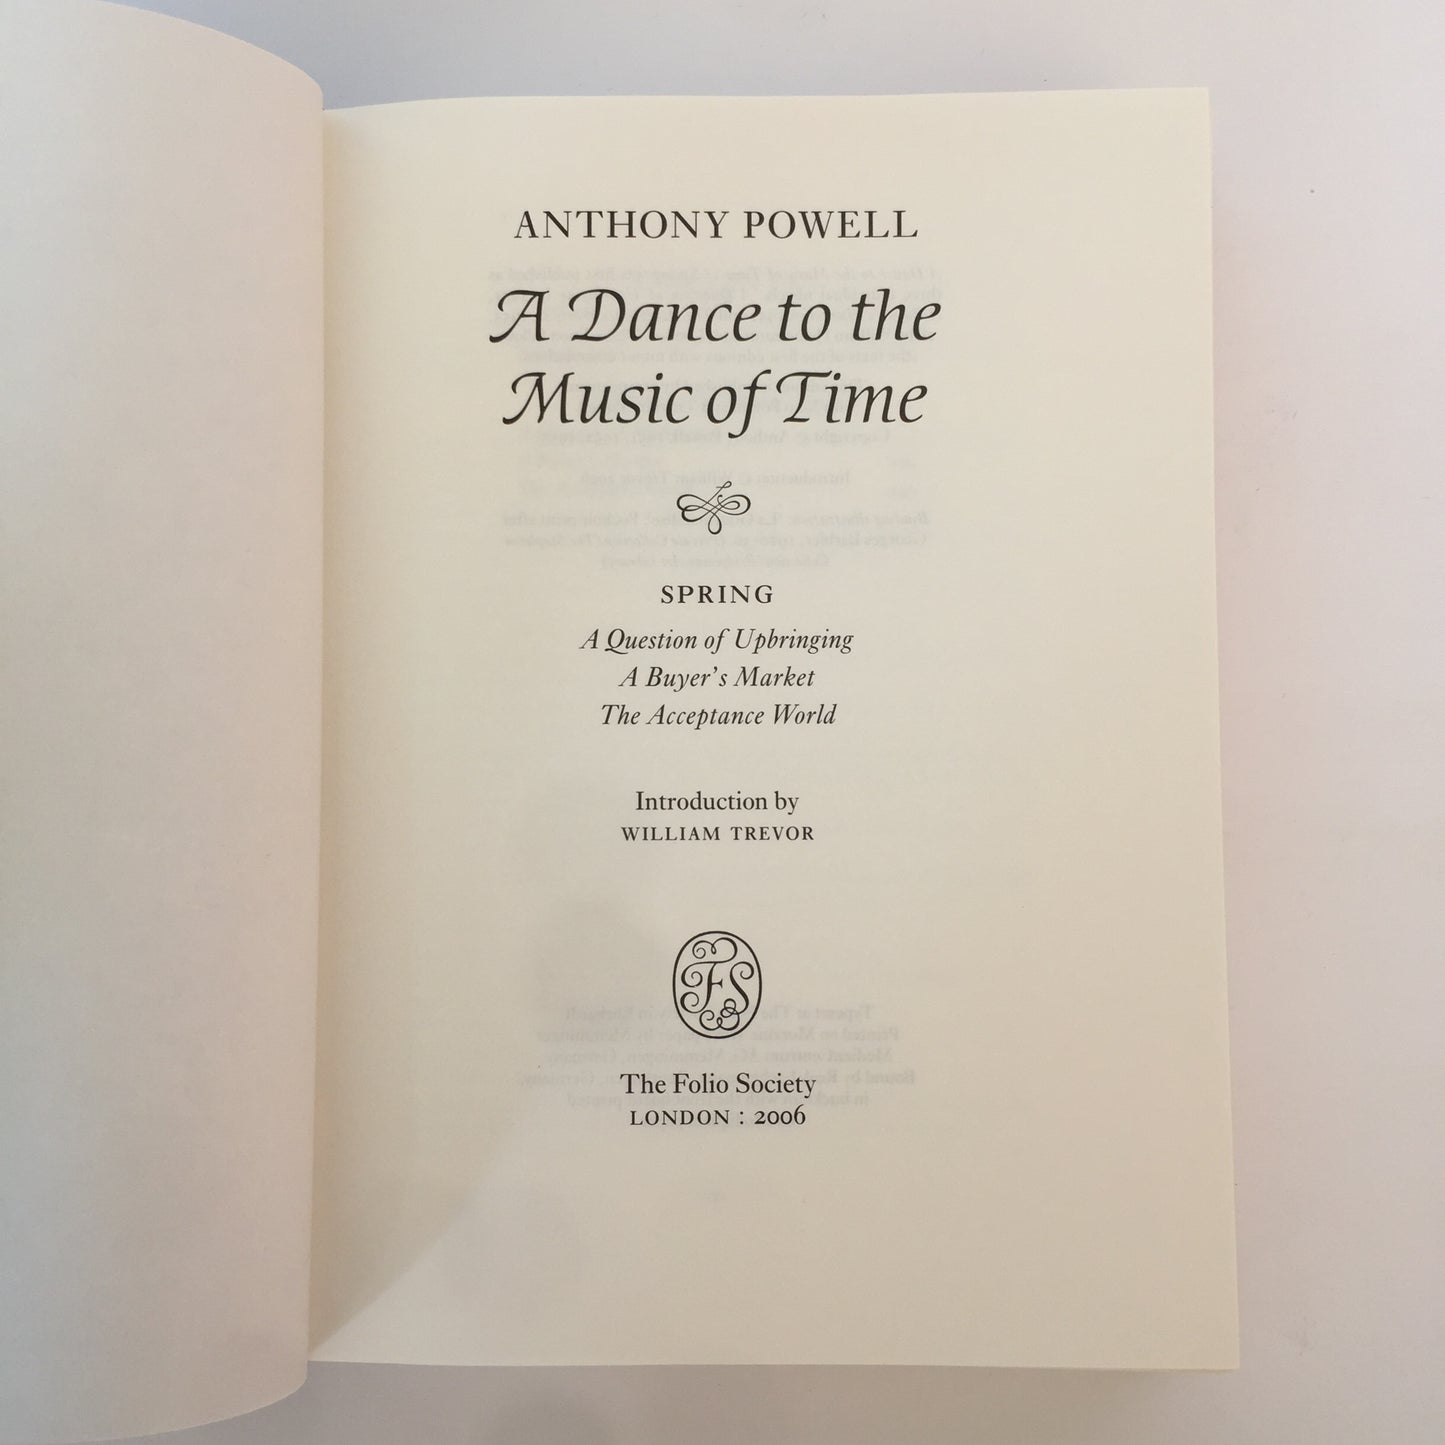 ANTHONY POWELL
A Dance to the
Music of Time
SPRING
A Question of Upbringing
A Buyer's Market
The Acceptance World
Introduction by
WILLIAM TREVOR
FS
The Folio Society
LONDON : 2006